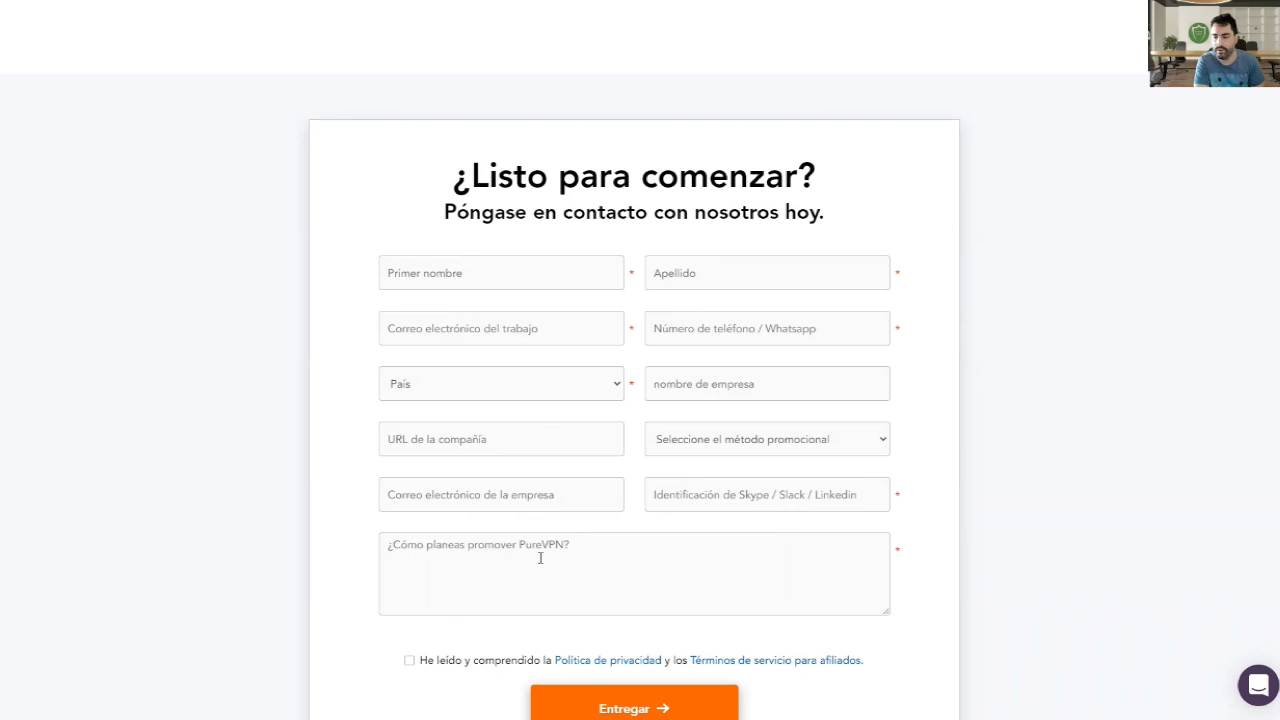 ¿Listo para comenzar?
Póngase en contacto con nosotros hoy.
Primer nombre *
Apellido *
Correo electrónico del trabajo *
Número de teléfono / Whatsapp *
País *
nombre de empresa
URL de la compañía
Seleccione el método promocional
Correo electrónico de la empresa
Identificación de Skype / Slack / Linkedin *
¿Cómo planeas promover PureVPN? *
He leído y comprendido la Política de privacidad y los Términos de servicio para afiliados.
Entregar →